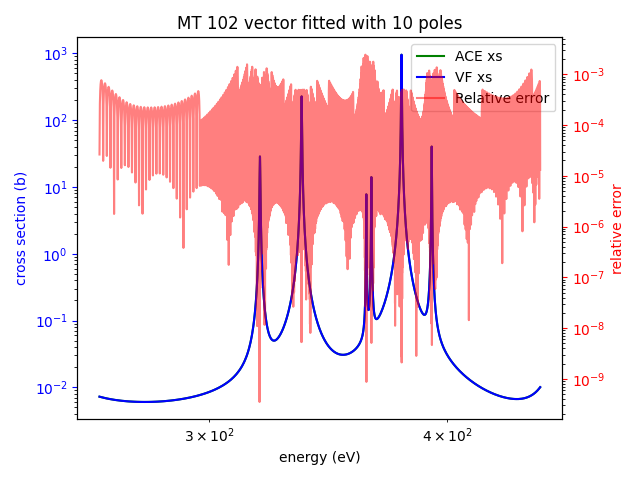 MT 102 vector fitted with 10 poles
ACE xs
VF xs
Relative error
10³
10²
10¹
10⁰
10⁻¹
10⁻²
cross section (b)
10⁻³
10⁻⁴
10⁻⁵
10⁻⁶
10⁻⁷
10⁻⁸
10⁻⁹
relative error
3 × 10²
4 × 10²
energy (eV)